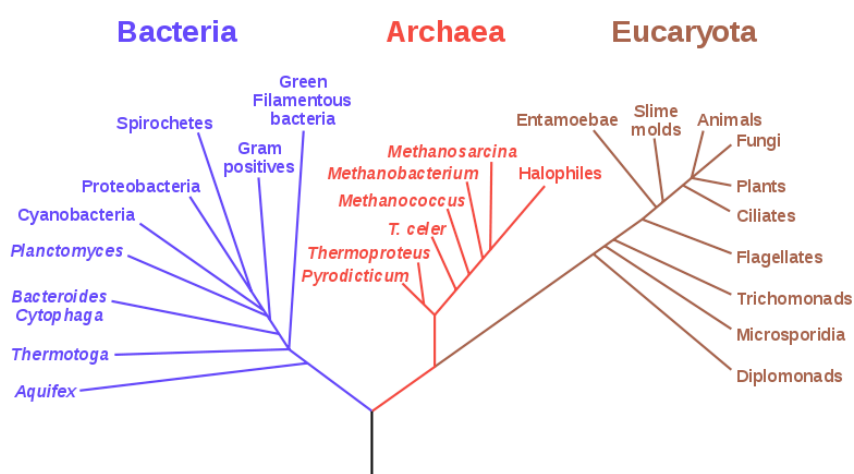 Bacteria
Archaea
Eucaryota
Green
Filamentous
bacteria
Spirochetes
Gram
positives
Proteobacteria
Cyanobacteria
Planctomyces
Bacteroides
Cytophaga
Thermotoga
Aquifex
Methanosarcina
Methanobacterium
Halophiles
Methanococcus
T. celer
Thermoproteus
Pyrodicticum
Entamoebae
Slime
molds
Animals
Fungi
Plants
Ciliates
Flagellates
Trichomonads
Microsporidia
Diplomonads